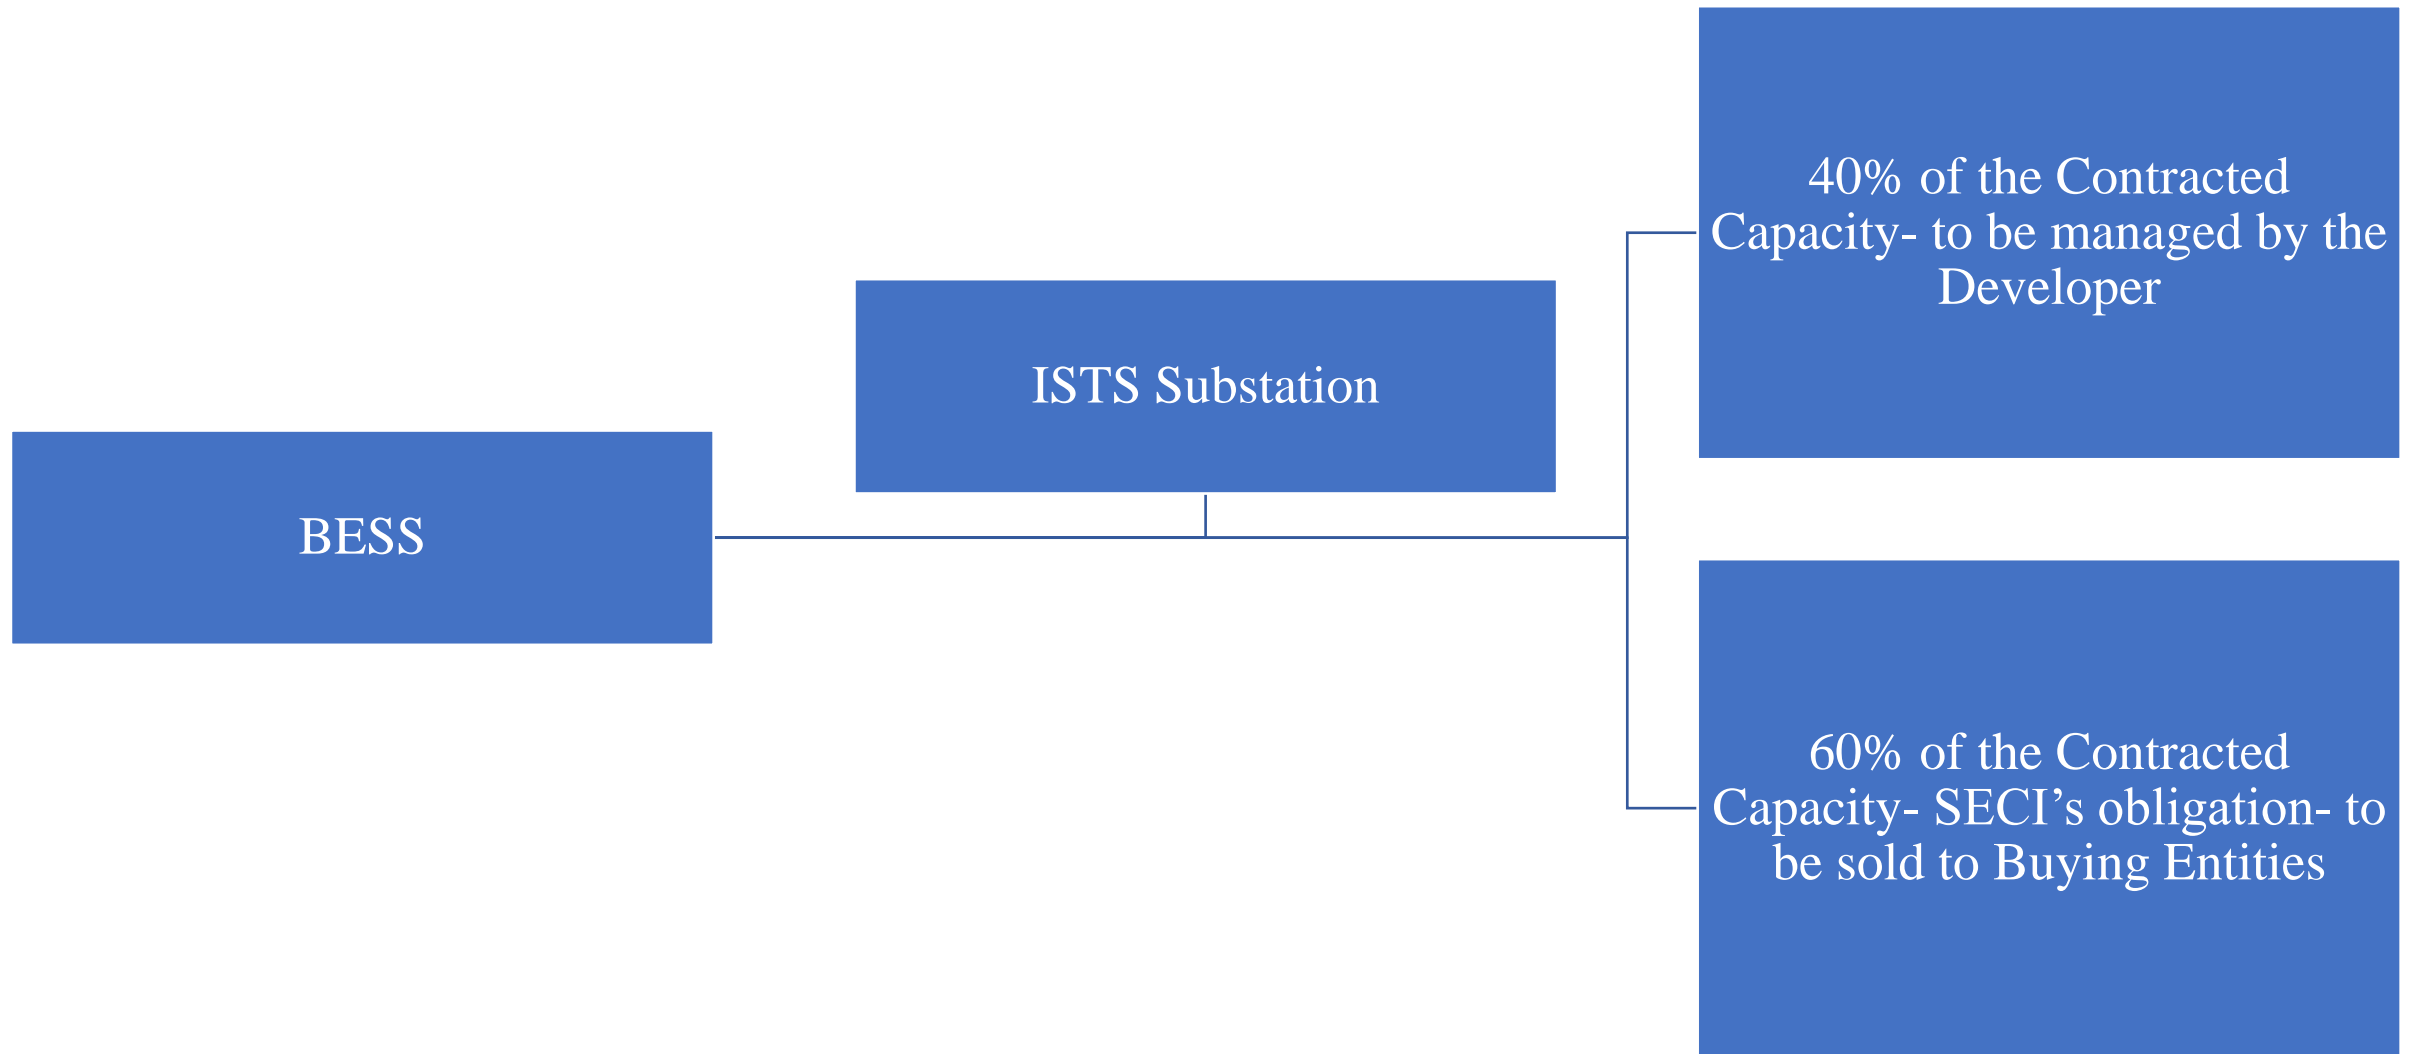 BESS
ISTS Substation
40% of the Contracted
Capacity- to be managed by the
Developer
60% of the Contracted
Capacity- SECI’s obligation- to
be sold to Buying Entities